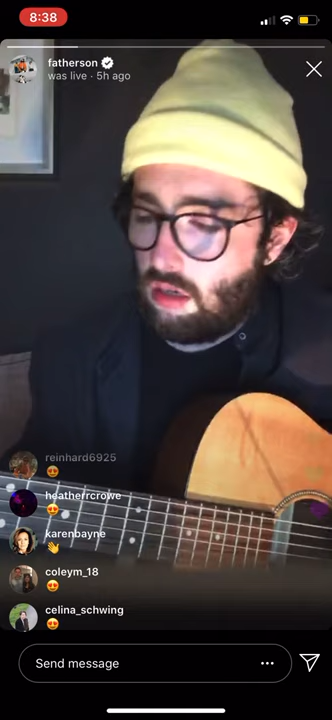 8:38
fatherson
was live · 5h ago
reinhard6925
heatherrcrowe
karenbayne
coleym_18
celina_schwing
Send message